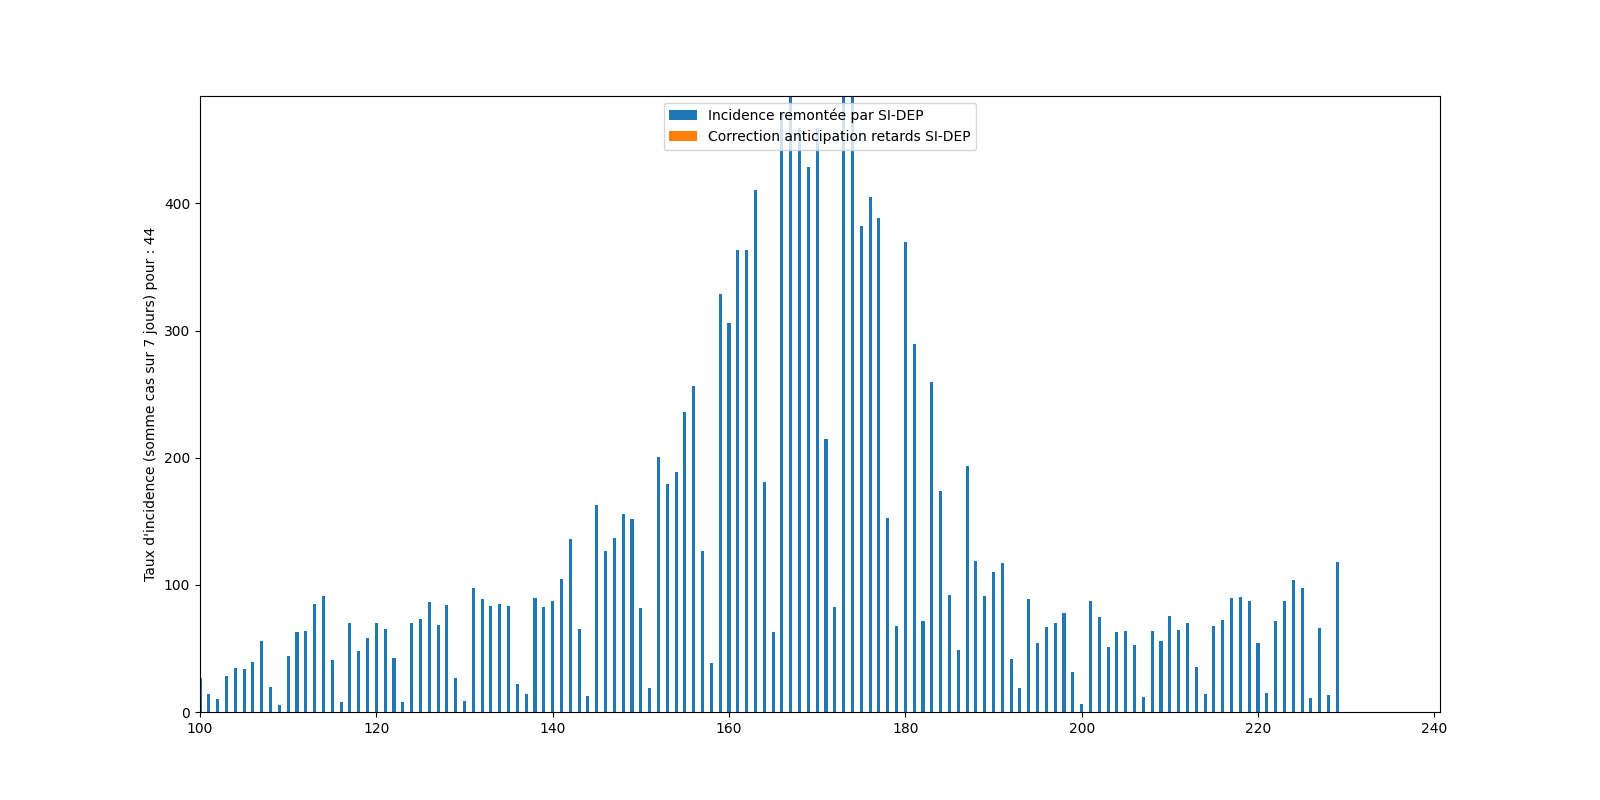 Incidence remontée par SI-DEP
Correction anticipation retards SI-DEP
Taux d'incidence (somme cas sur 7 jours) pour : 44
400
300
200
100
0
100 120 140 160 180 200 220 240